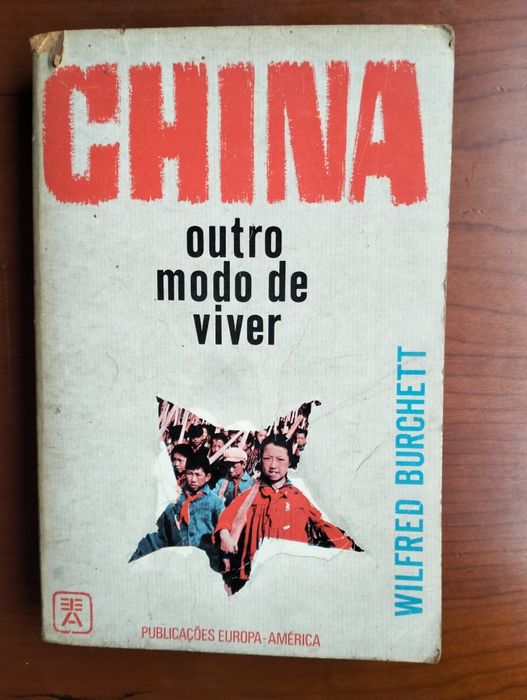 CHINA
outro
modo de
viver
WILFRED BURCHETT
PUBLICAÇÕES EUROPA-AMÉRICA